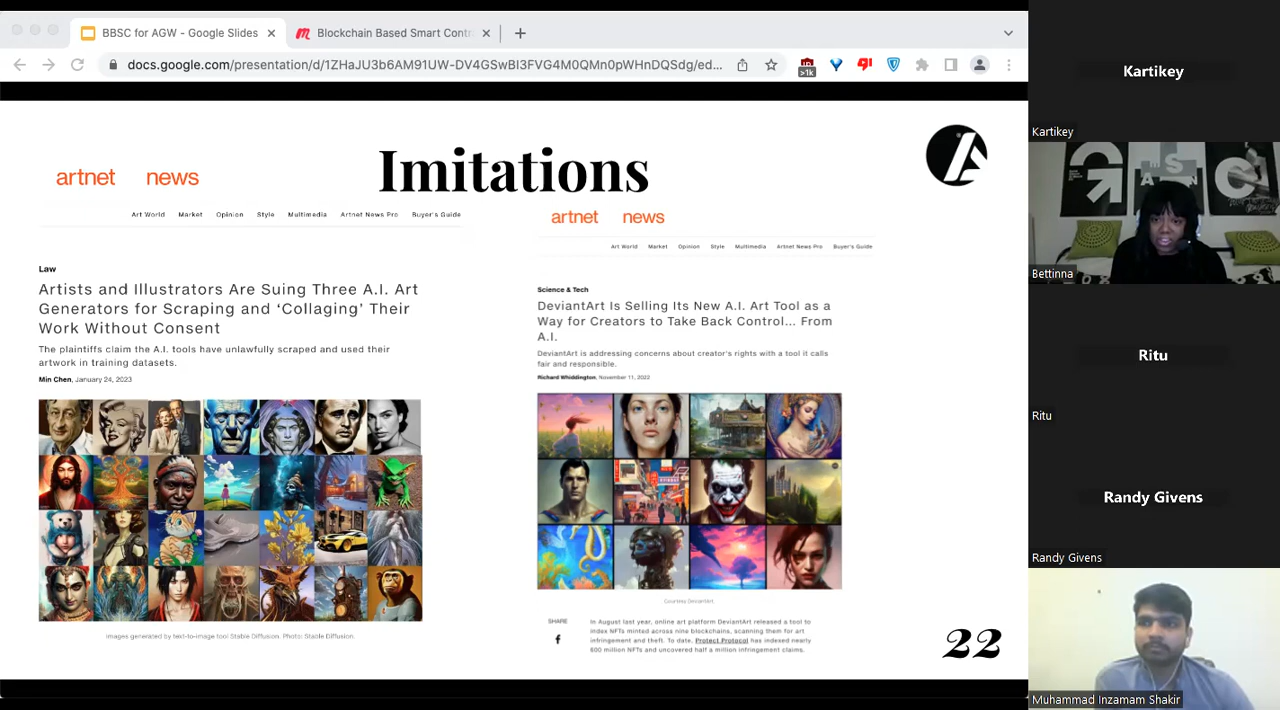 BBSC for AGW - Google Slides
Blockchain Based Smart Contr
docs.google.com/presentation/d/1ZHaJU3b6AM91UW-DV4GSwBI3FVG4M0QMn0pWHnDQSdg/ed...
>1k
Imitations
artnet news
Art World Market Opinion Style Multimedia Artnet News Pro Buyer's Guide
Law
Artists and Illustrators Are Suing Three A.I. Art
Generators for Scraping and ‘Collaging’ Their
Work Without Consent
The plaintiffs claim the A.I. tools have unlawfully scraped and used their
artwork in training datasets.
Min Chen, January 24, 2023
Images generated by text-to-image tool Stable Diffusion. Photo: Stable Diffusion.
artnet news
Art World Market Opinion Style Multimedia Artnet News Pro Buyer's Guide
Science & Tech
DeviantArt Is Selling Its New A.I. Art Tool as a
Way for Creators to Take Back Control... From
A.I.
DeviantArt is addressing concerns about creator's rights with a tool it calls
fair and responsible.
Richard Whiddington, November 11, 2022
Courtesy DeviantArt.
SHARE
In August last year, online art platform DeviantArt released a tool to
index NFTs minted across nine blockchains, scanning them for art
infringement and theft. To date, Protect Protocol has indexed nearly
600 million NFTs and uncovered half a million infringement claims.
22
Kartikey
Kartikey
Bettinna
Ritu
Ritu
Randy Givens
Randy Givens
Muhammad Inzamam Shakir